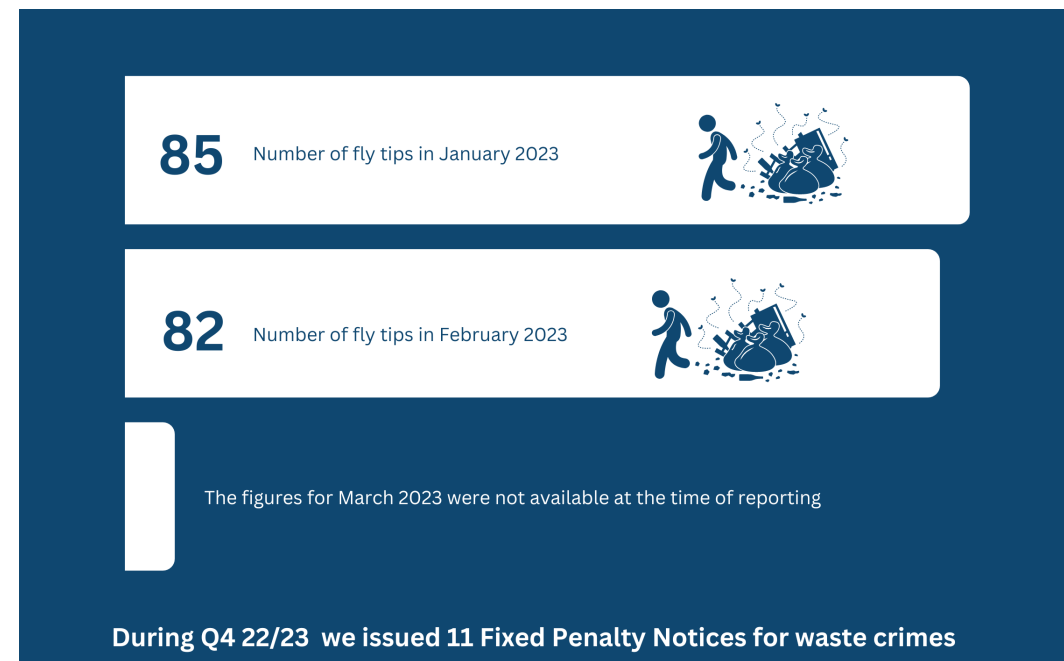 85 Number of fly tips in January 2023
82 Number of fly tips in February 2023
The figures for March 2023 were not available at the time of reporting
During Q4 22/23 we issued 11 Fixed Penalty Notices for waste crimes